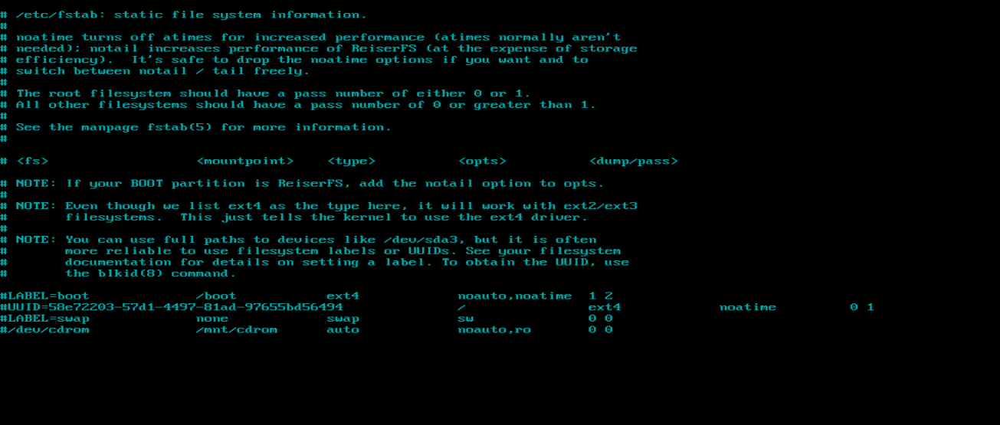 # /etc/fstab: static file system information.
#
# noatime turns off atimes for increased performance (atimes normally aren't
# needed); notail increases performance of ReiserFS (at the expense of storage
# efficiency).  It's safe to drop the noatime options if you want and to
# switch between notail / tail freely.
#
# The root filesystem should have a pass number of either 0 or 1.
# All other filesystems should have a pass number of 0 or greater than 1.
#
# See the manpage fstab(5) for more information.
#
# <fs>                  <mountpoint>    <type>          <opts>          <dump/pass>
# NOTE: If your BOOT partition is ReiserFS, add the notail option to opts.
#
# NOTE: Even though we list ext4 as the type here, it will work with ext2/ext3
#       filesystems.  This just tells the kernel to use the ext4 driver.
#
# NOTE: You can use full paths to devices like /dev/sda3, but it is often
#       more reliable to use filesystem labels or UUIDs. See your filesystem
#       documentation for details on setting a label. To obtain the UUID, use
#       the blkid(8) command.
#LABEL=boot             /boot           ext4            noauto,noatime  1 2
#UUID=58e72203-57d1-4497-81ad-97655bd56494              /               ext4            noatime         0 1
#LABEL=swap             none            swap            sw              0 0
#/dev/cdrom             /mnt/cdrom      auto            noauto,ro       0 0